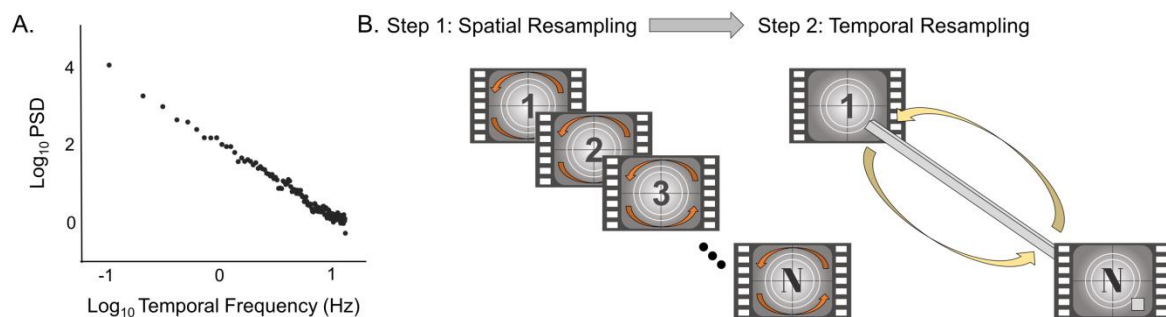 A.
4
2
0
Log10 PSD
-1 0 1
Log10 Temporal Frequency (Hz)
B. Step 1: Spatial Resampling Step 2: Temporal Resampling
1
2
3
N
1
N